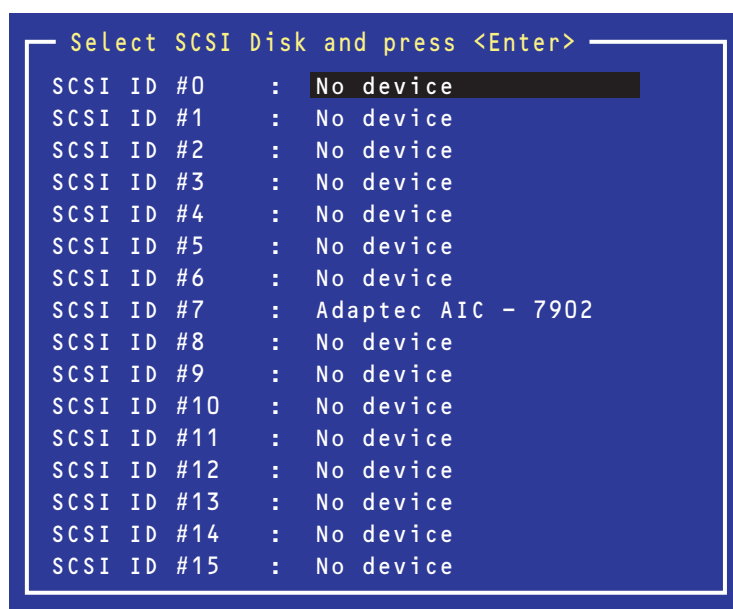 Select SCSI Disk and press <Enter>
SCSI ID #0 : No device
SCSI ID #1 : No device
SCSI ID #2 : No device
SCSI ID #3 : No device
SCSI ID #4 : No device
SCSI ID #5 : No device
SCSI ID #6 : No device
SCSI ID #7 : Adaptec AIC – 7902
SCSI ID #8 : No device
SCSI ID #9 : No device
SCSI ID #10 : No device
SCSI ID #11 : No device
SCSI ID #12 : No device
SCSI ID #13 : No device
SCSI ID #14 : No device
SCSI ID #15 : No device